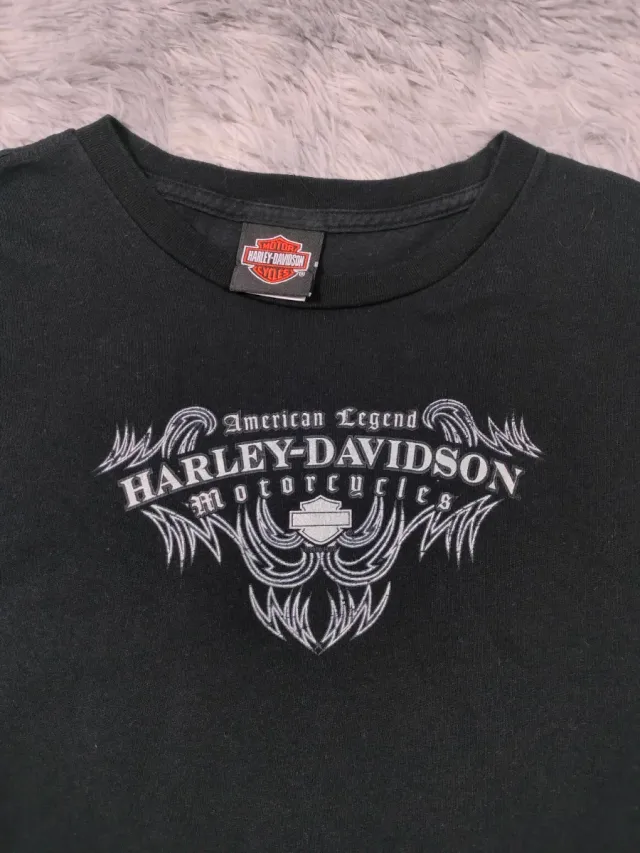 MOTOR
HARLEY-DAVIDSON
CYCLES
American Legend
HARLEY-DAVIDSON
Motorcycles